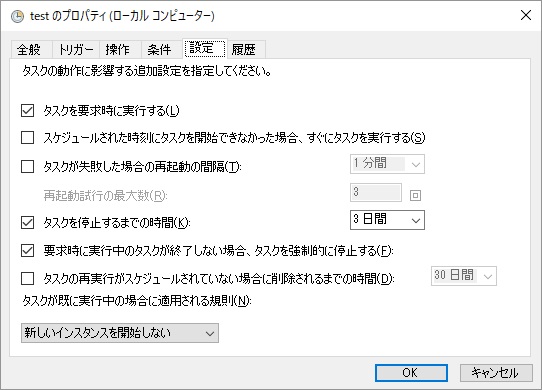 test のプロパティ (ローカル コンピューター)
全般 トリガー 操作 条件 設定 履歴
タスクの動作に影響する追加設定を指定してください。
タスクを要求時に実行する(L)
スケジュールされた時刻にタスクを開始できなかった場合、すぐにタスクを実行する(S)
タスクが失敗した場合の再起動の間隔(T): 1 分間
再起動試行の最大数(R): 3 回
タスクを停止するまでの時間(K): 3 日間
要求時に実行中のタスクが終了しない場合、タスクを強制的に停止する(F):
タスクの再実行がスケジュールされていない場合に削除されるまでの時間(D): 30 日間
タスクが既に実行中の場合に適用される規則(N):
新しいインスタンスを開始しない
OK キャンセル